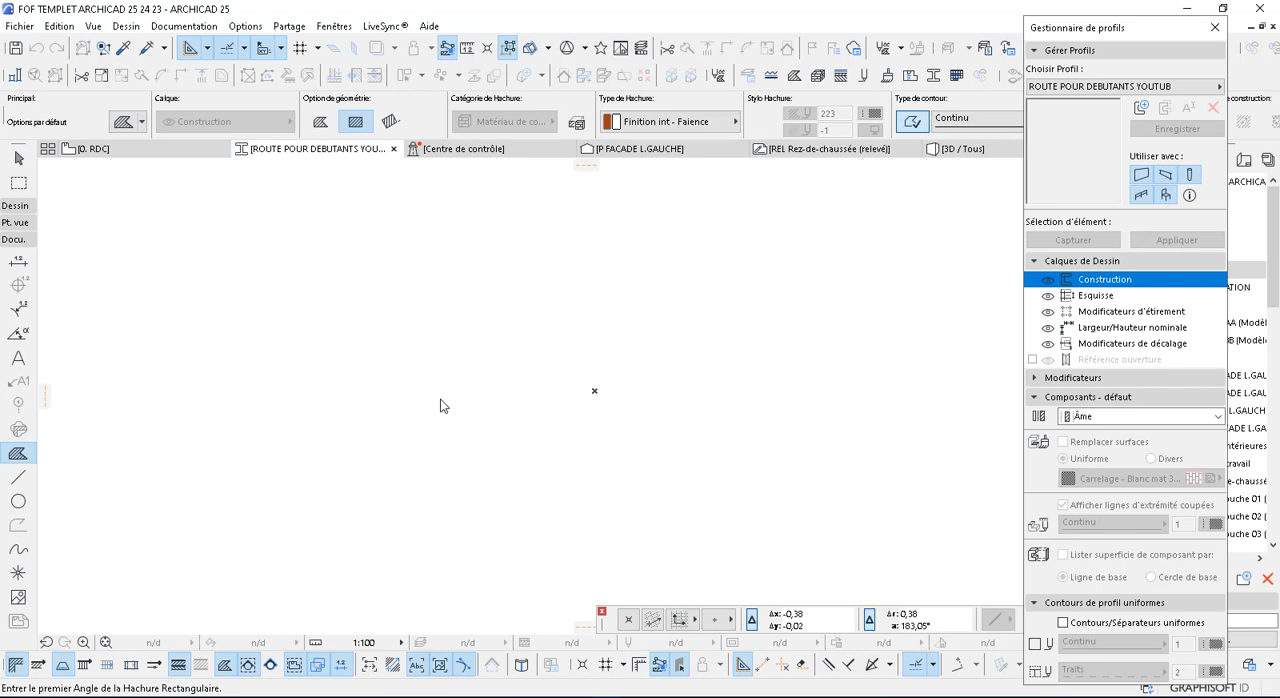 FOF TEMPLET ARCHICAD 25 24 23 - ARCHICAD 25
Fichier Edition Vue Dessin Documentation Options Partage Fenêtres LiveSync® Aide
Gestionnaire de profils
Gérer Profils
Choisir Profil :
ROUTE POUR DEBUTANTS YOUTUB
Enregistrer
Utiliser avec :
Sélection d'élément :
Capturer Appliquer
Calques de Dessin
Construction
Esquisse
Modificateurs d'étirement
Largeur/Hauteur nominale
Modificateurs de décalage
Référence ouverture
Modificateurs
Composants - défaut
Âme
Remplacer surfaces
Uniforme Divers
Carrelage - Blanc mat 3...
Afficher lignes d'extrémité coupées
Continu 1
Lister superficie de composant par:
Ligne de base Cercle de base
Contours de profil uniformes
Contours/Séparateurs uniformes
Continu 1
Traits 2
Principal: Calque: Option de géométrie: Catégorie de Hachure: Type de Hachure: Stylo Hachure Type de contour: construction:
Options par défaut Construction Matériau de co... Finition int - Faience 223 -1 Continu
[0. RDC] [ROUTE POUR DEBUTANTS YOU... [Centre de contrôle] [P FACADE L.GAUCHE] [REL Rez-de-chaussée (relevé)] [3D / Tous]
Dessin
Pt. vue
Docu.
1.2
A
A1
Δx: -0,38 Δr: 0,38
Δy: -0,02 a: 183,05°
n/d n/d 1:100 n/d n/d n/d n/d n/d n/d
Entrer le premier Angle de la Hachure Rectangulaire.
GRAPHISOFT ID